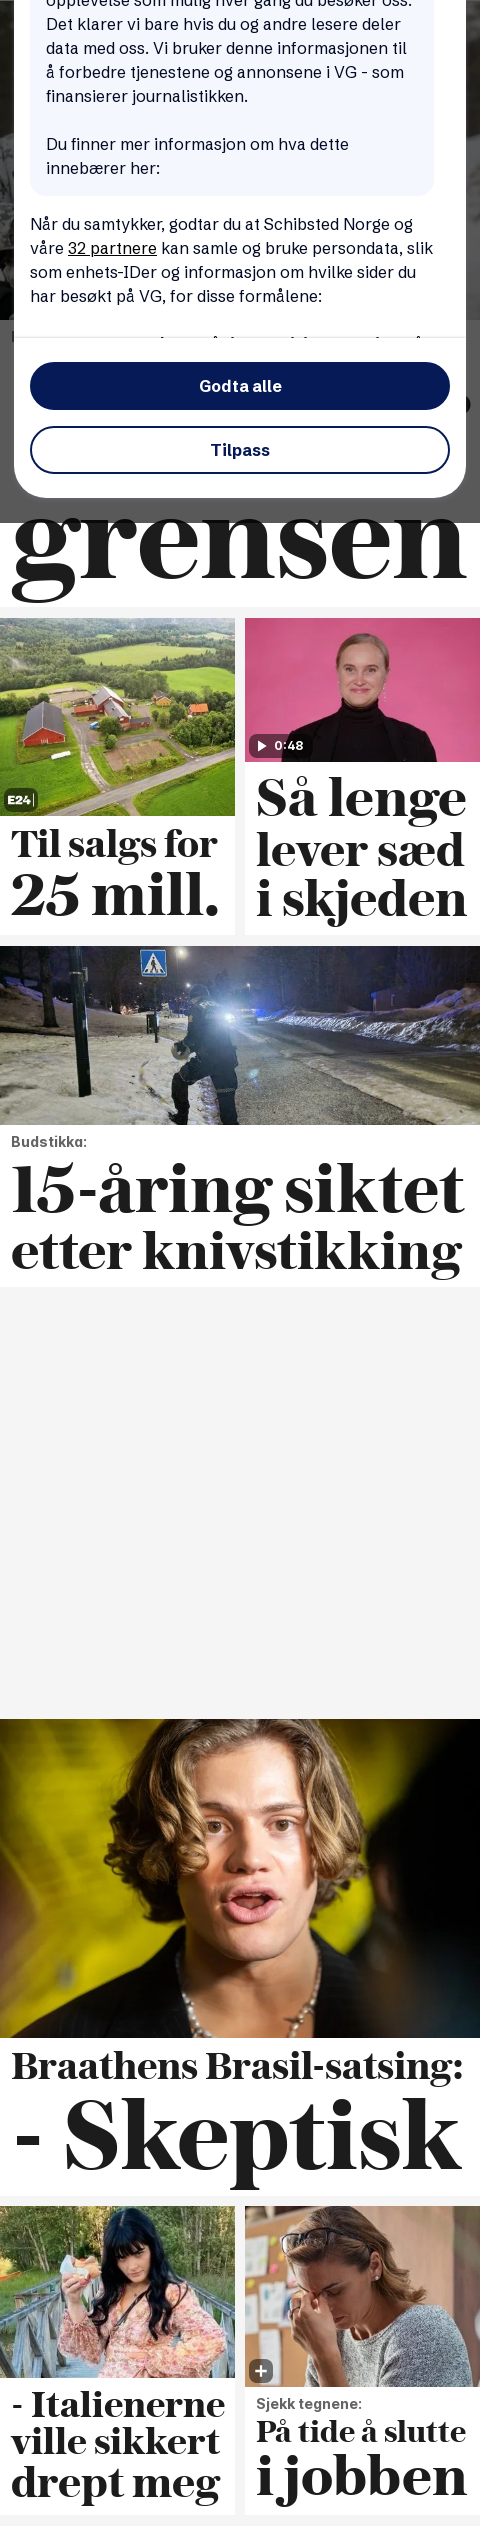 opplevelse som mulig hver gang du besøker oss.
Det klarer vi bare hvis du og andre lesere deler
data med oss. Vi bruker denne informasjonen til
å forbedre tjenestene og annonsene i VG - som
finansierer journalistikken.
Du finner mer informasjon om hva dette
innebærer her:
Når du samtykker, godtar du at Schibsted Norge og
våre 32 partnere kan samle og bruke persondata, slik
som enhets-IDer og informasjon om hvilke sider du
har besøkt på VG, for disse formålene:
Godta alle
Tilpass
grensen
0:48
E24
Til salgs for
25 mill.
Så lenge
lever sæd
i skjeden
Budstikka:
15-åring siktet
etter knivstikking
Braathens Brasil-satsing:
- Skeptisk
- Italienerne
ville sikkert
drept meg
Sjekk tegnene:
På tide å slutte
i jobben